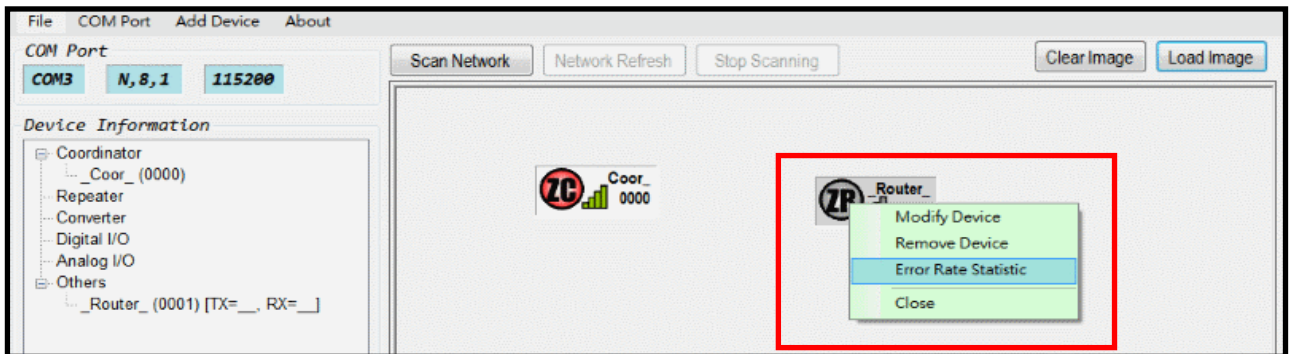 File COM Port Add Device About
COM Port
COM3 N,8,1 115200
Scan Network Network Refresh Stop Scanning Clear Image Load Image
Device Information
Coordinator
_Coor_ (0000)
Repeater
Converter
Digital I/O
Analog I/O
Others
_Router_ (0001) [TX=__, RX=__]
ZC Coor_
0000
ZR _Router_
Modify Device
Remove Device
Error Rate Statistic
Close